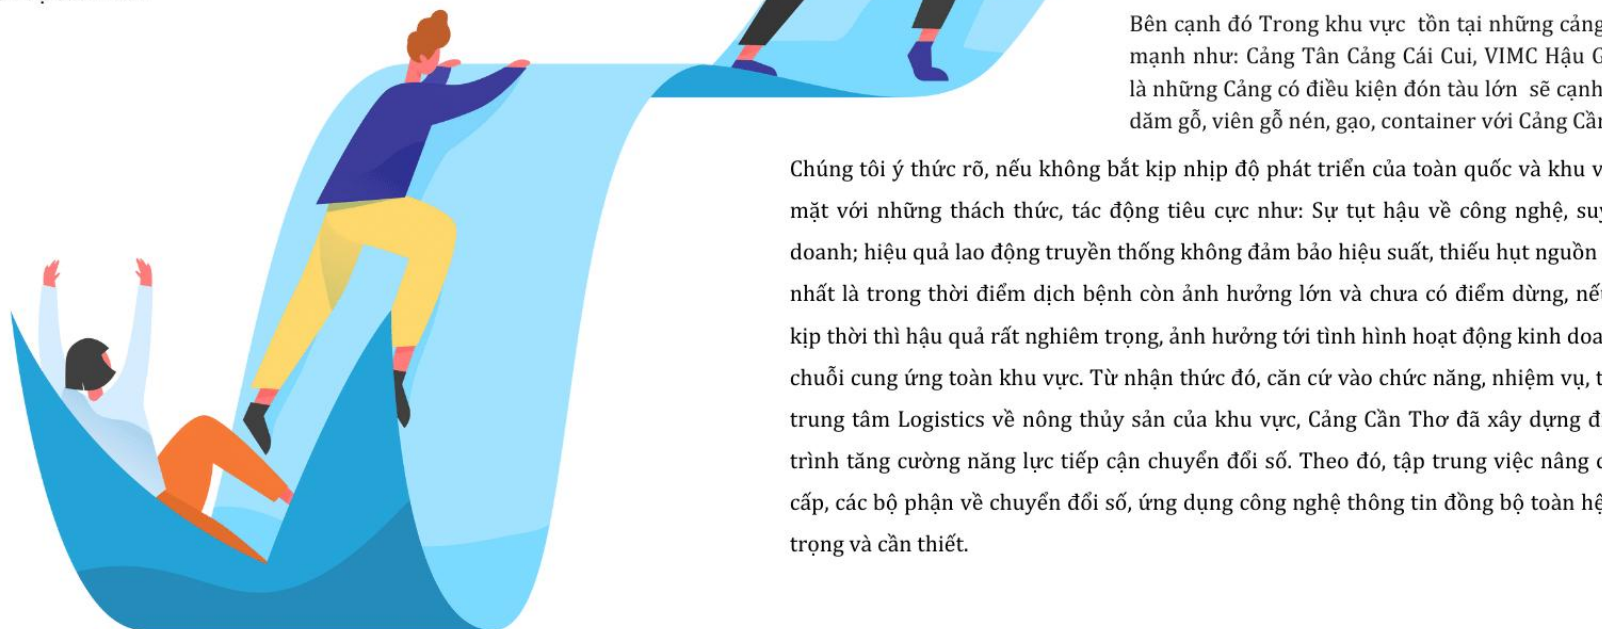 Bên cạnh đó Trong khu vực tồn tại những cảng
mạnh như: Cảng Tân Cảng Cái Cui, VIMC Hậu G
là những Cảng có điều kiện đón tàu lớn sẽ cạnh
dăm gỗ, viên gỗ nén, gạo, container với Cảng Cần
Chúng tôi ý thức rõ, nếu không bắt kịp nhịp độ phát triển của toàn quốc và khu v
mặt với những thách thức, tác động tiêu cực như: Sự tụt hậu về công nghệ, suy
doanh; hiệu quả lao động truyền thống không đảm bảo hiệu suất, thiếu hụt nguồn
nhất là trong thời điểm dịch bệnh còn ảnh hưởng lớn và chưa có điểm dừng, nếu
kịp thời thì hậu quả rất nghiêm trọng, ảnh hưởng tới tình hình hoạt động kinh doa
chuỗi cung ứng toàn khu vực. Từ nhận thức đó, căn cứ vào chức năng, nhiệm vụ, t
trung tâm Logistics về nông thủy sản của khu vực, Cảng Cần Thơ đã xây dựng đ
trình tăng cường năng lực tiếp cận chuyển đổi số. Theo đó, tập trung việc nâng c
cấp, các bộ phận về chuyển đổi số, ứng dụng công nghệ thông tin đồng bộ toàn hệ
trọng và cần thiết.